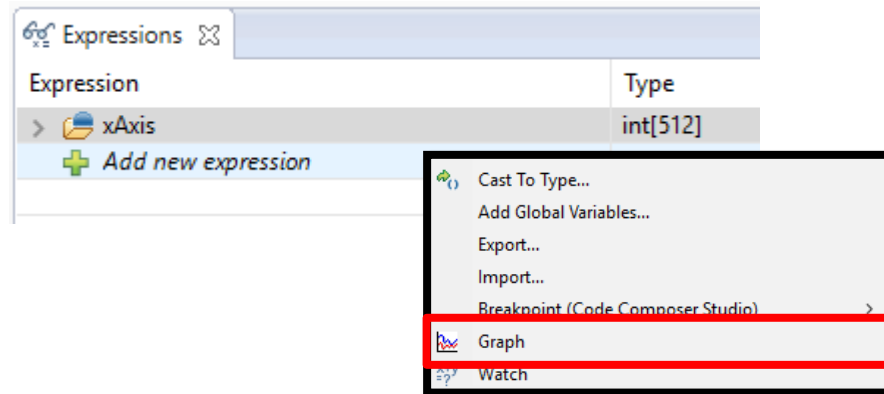 Expressions
Expression Type
xAxis int[512]
Add new expression
Cast To Type...
Add Global Variables...
Export...
Import...
Breakpoint (Code Composer Studio)
Graph
Watch